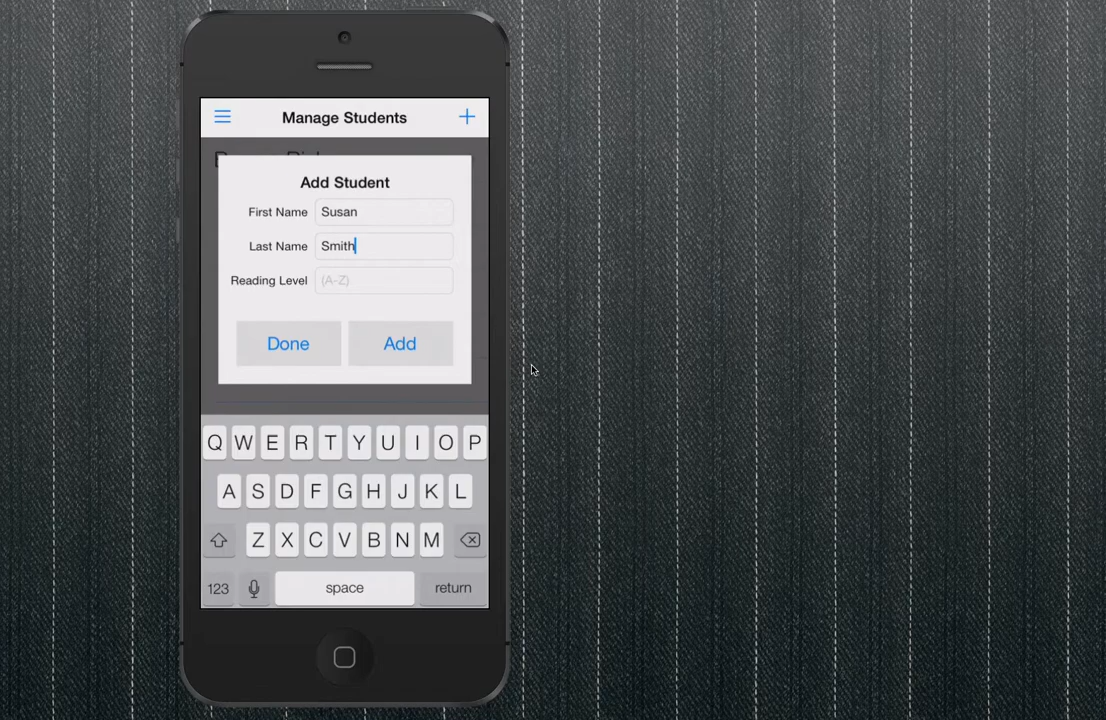 Manage Students
Add Student
First Name Susan
Last Name Smith
Reading Level (A-Z)
Done Add
Q W E R T Y U I O P
A S D F G H J K L
Z X C V B N M
123 space return